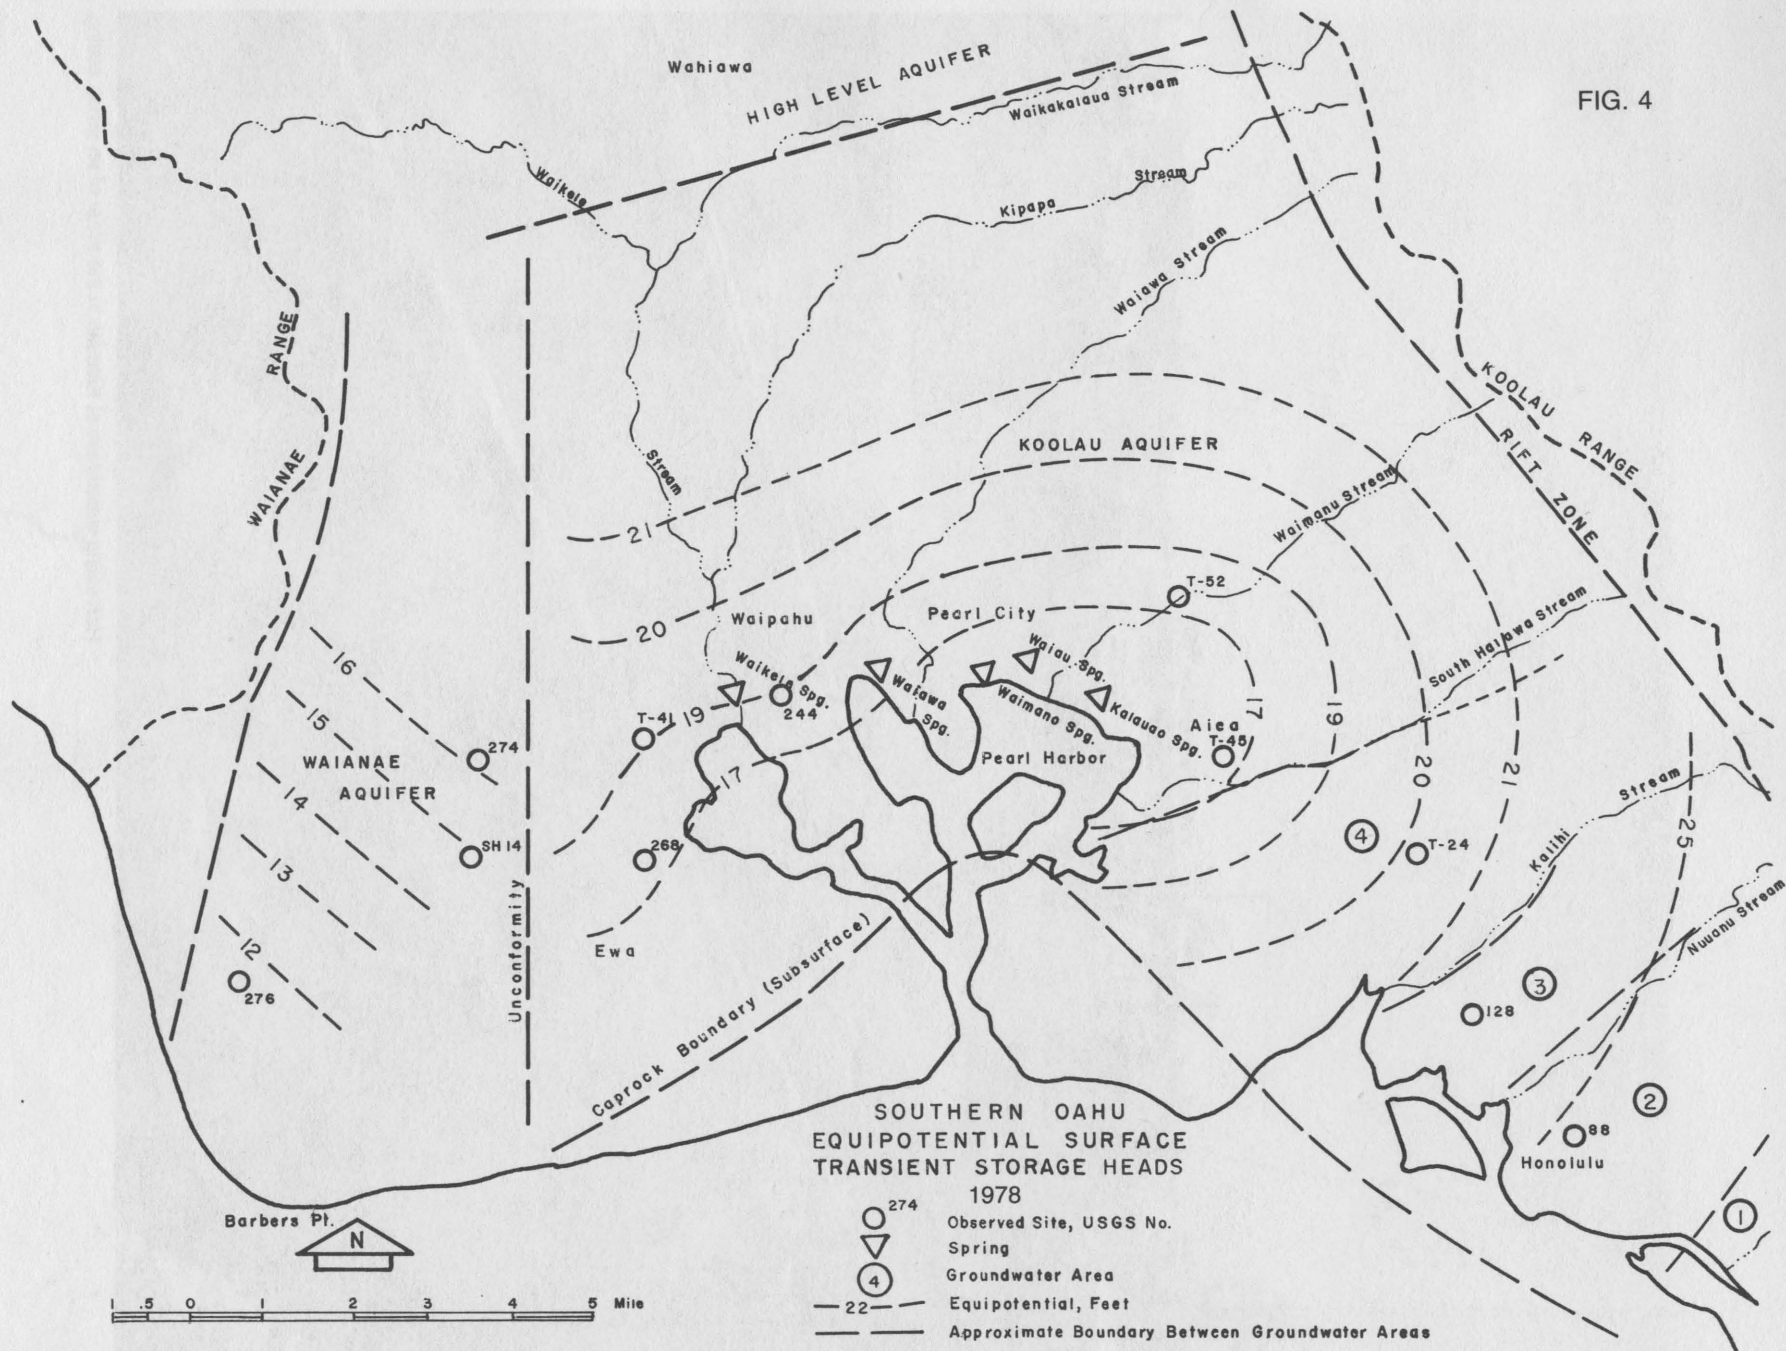 Wahiawa
HIGH LEVEL AQUIFER
FIG. 4
Waikakalaua Stream
Waikele
Stream
Kipapa
Waiawa Stream
RANGE
KOOLAU
RANGE
KOOLAU AQUIFER
RIFT ZONE
WAIANAE
Stream
Waimanu Stream
21
T-52
South Halawa Stream
Pearl City
Waipahu
20
16
Waiau Spg.
Waikele Spg.
Waiawa
Spg.
Waimano Spg.
Kalauao Spg.
15
T-41
19
244
17
19
Aiea
T-45
274
WAIANAE
AQUIFER
Pearl Harbor
17
20
21
Stream
14
25
4
T-24
Kalihi
SH 14
268
13
Nuuanu Stream
12
Ewa
Unconformity
276
3
128
Caprock Boundary (Subsurface)
2
88
Honolulu
SOUTHERN OAHU
EQUIPOTENTIAL SURFACE
TRANSIENT STORAGE HEADS
1978
1
Barbers Pt.
N
274
Observed Site, USGS No.
Spring
4
Groundwater Area
1 .5 0 1 2 3 4 5 Mile
22
Equipotential, Feet
Approximate Boundary Between Groundwater Areas